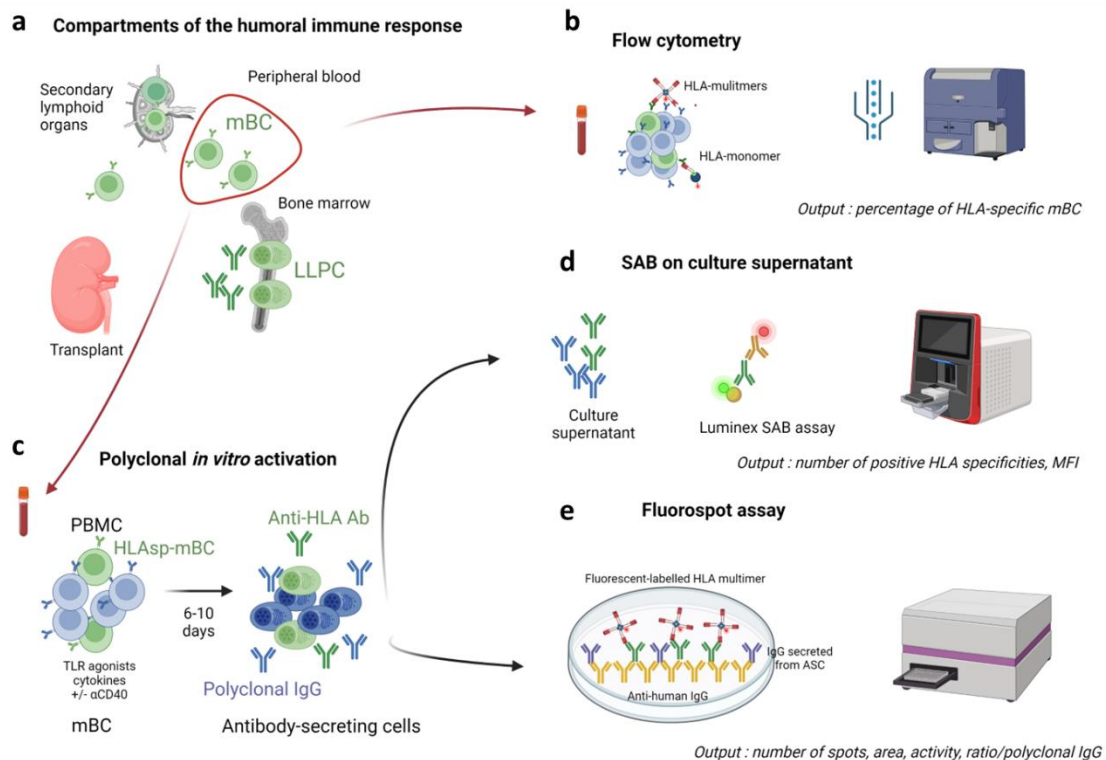 a Compartments of the humoral immune response
Secondary
lymphoid
organs
Peripheral blood
mBC
Bone marrow
LLPC
Transplant
b Flow cytometry
HLA-mulitmers
HLA-monomer
Output : percentage of HLA-specific mBC
c Polyclonal in vitro activation
PBMC
HLAsp-mBC
6-10
days
TLR agonists
cytokines
+/- αCD40
mBC
Anti-HLA Ab
Polyclonal IgG
Antibody-secreting cells
d SAB on culture supernatant
Culture
supernatant
Luminex SAB assay
Output : number of positive HLA specificities, MFI
e Fluorospot assay
Fluorescent-labelled HLA multimer
IgG secreted
from ASC
Anti-human IgG
Output : number of spots, area, activity, ratio/polyclonal IgG